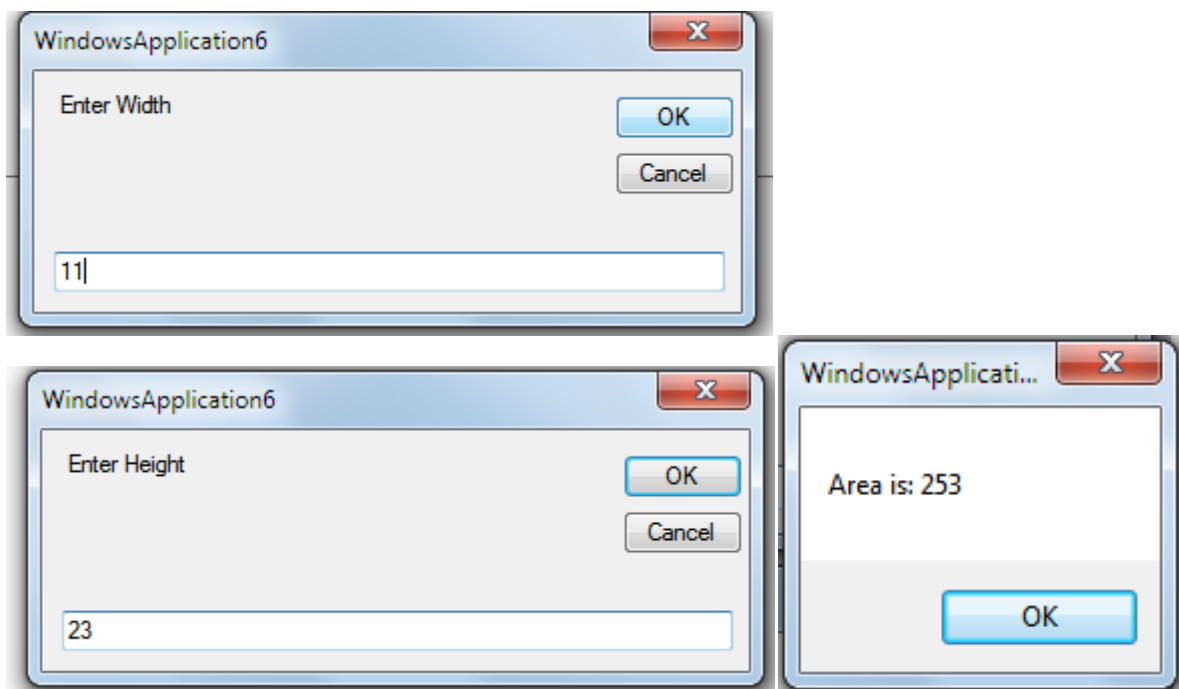 WindowsApplication6
Enter Width
OK
Cancel
11
WindowsApplication6
Enter Height
OK
Cancel
23
WindowsApplicati...
Area is: 253
OK